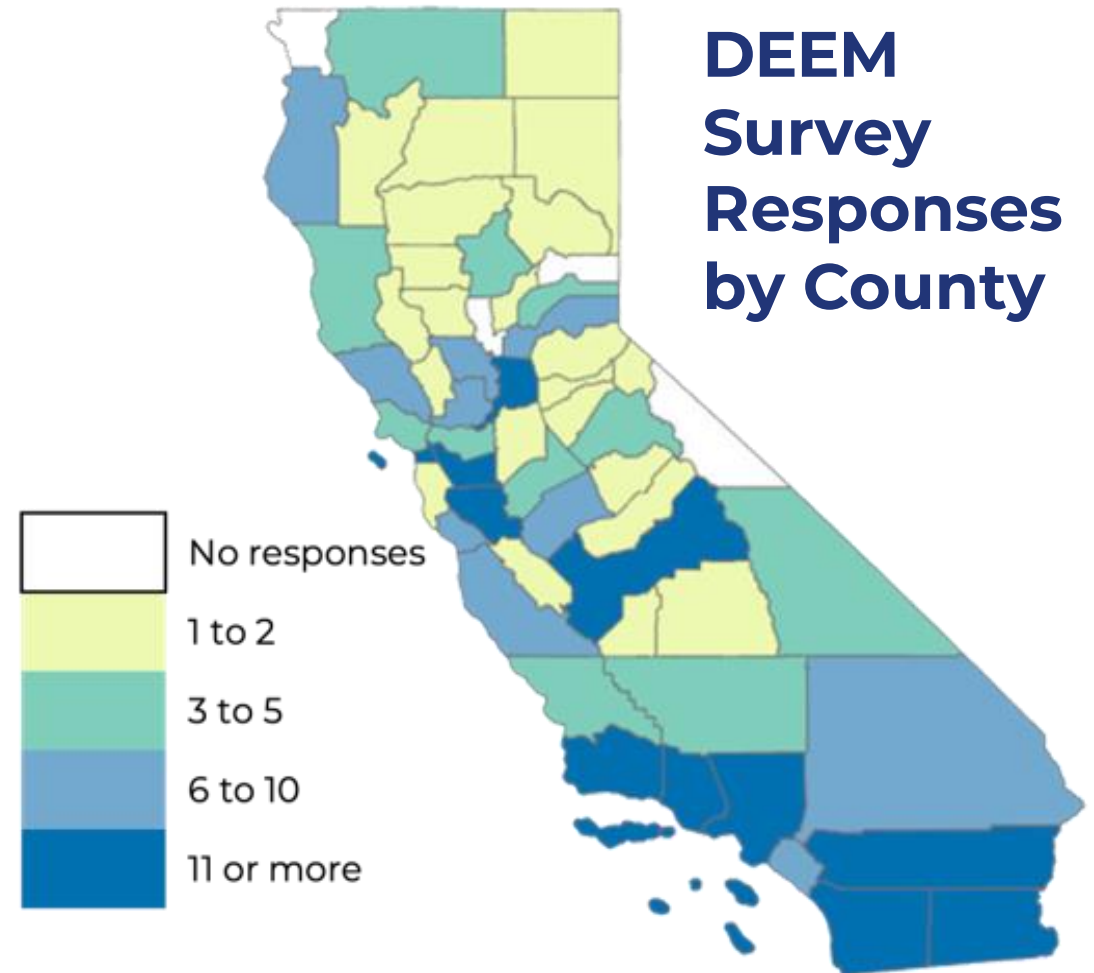 DEEM
Survey
Responses
by County
No responses
1 to 2
3 to 5
6 to 10
11 or more